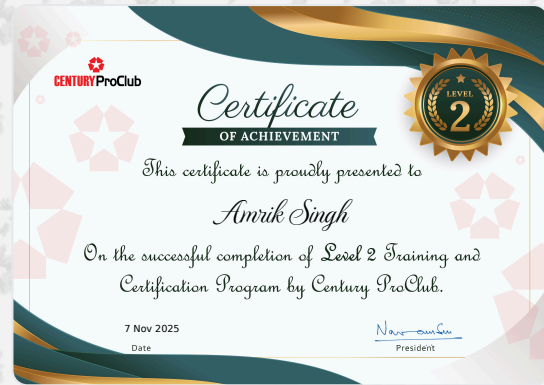 CENTURY ProClub
LEVEL
2
Certificate
OF ACHIEVEMENT
This certificate is proudly presented to
Amrik Singh
On the successful completion of Level 2 Training and
Certification Program by Century ProClub.
7 Nov 2025
Date
President